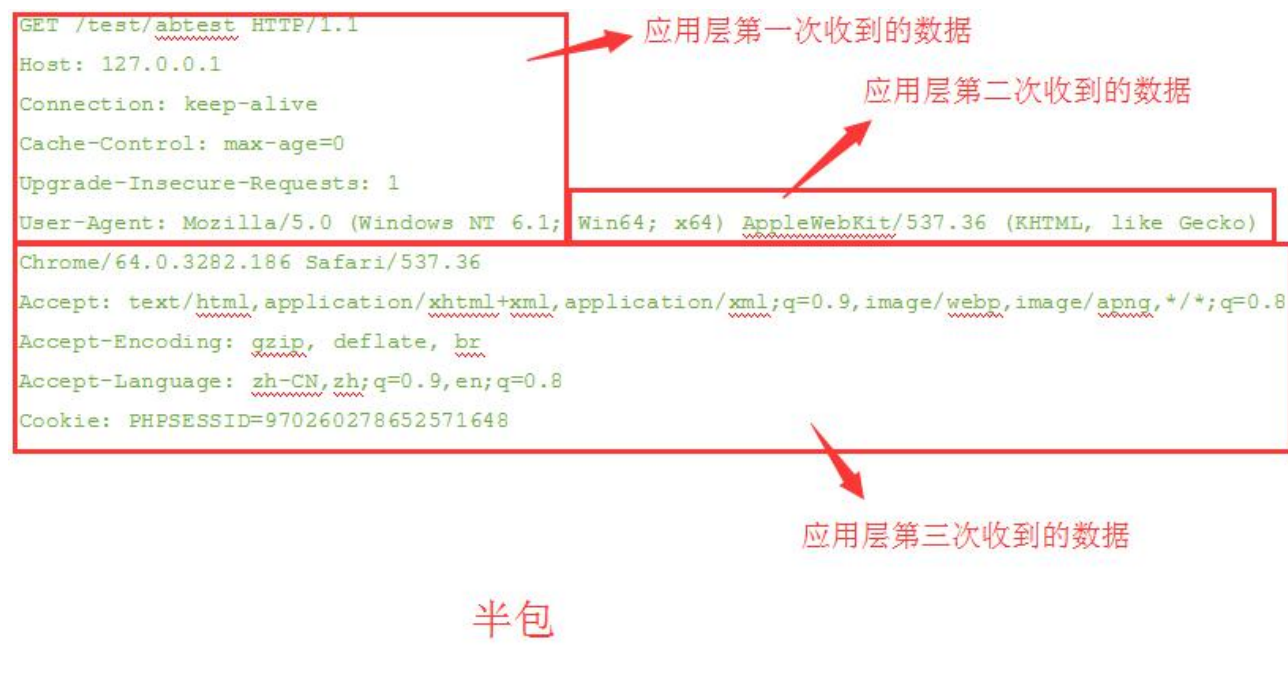 GET /test/abtest HTTP/1.1
应用层第一次收到的数据
Host: 127.0.0.1
应用层第二次收到的数据
Connection: keep-alive
Cache-Control: max-age=0
Upgrade-Insecure-Requests: 1
User-Agent: Mozilla/5.0 (Windows NT 6.1; Win64; x64) AppleWebKit/537.36 (KHTML, like Gecko)
Chrome/64.0.3282.186 Safari/537.36
Accept: text/html,application/xhtml+xml,application/xml;q=0.9,image/webp,image/apng,*/*;q=0.8
Accept-Encoding: gzip, deflate, br
Accept-Language: zh-CN,zh;q=0.9,en;q=0.8
Cookie: PHPSESSID=970260278652571648
应用层第三次收到的数据
半包